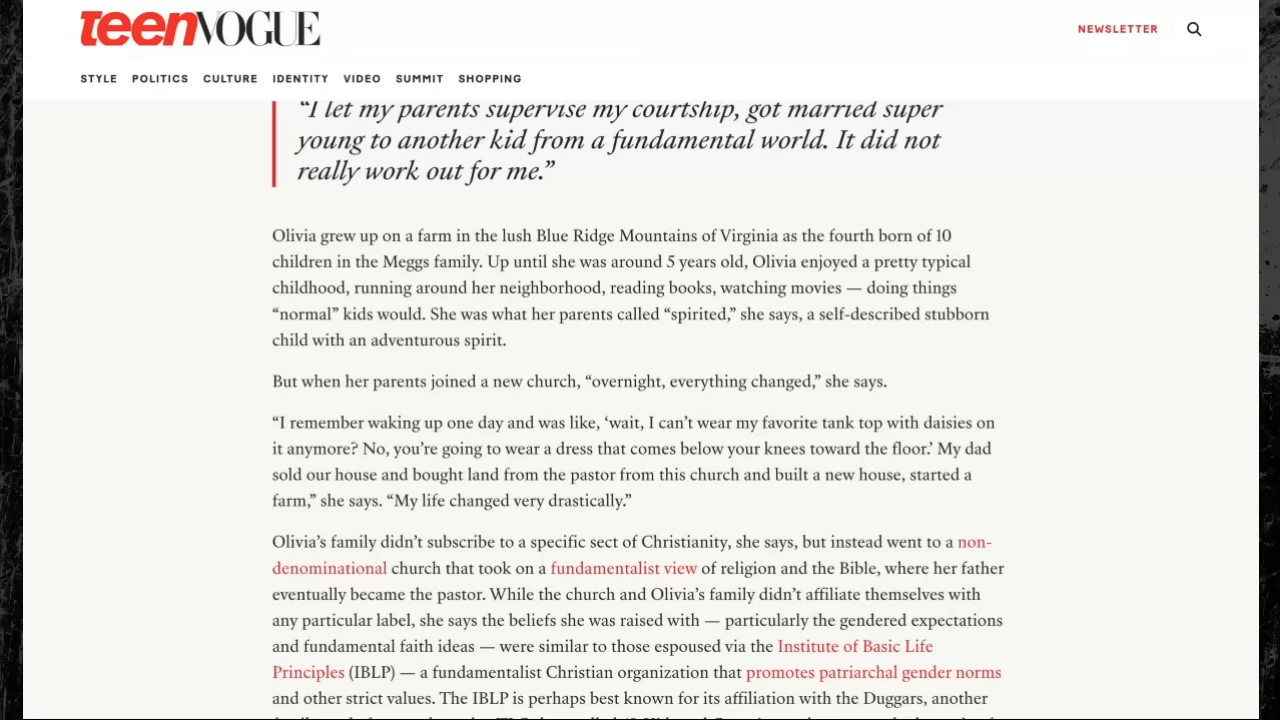 teenVOGUE
NEWSLETTER
STYLE POLITICS CULTURE IDENTITY VIDEO SUMMIT SHOPPING
“I let my parents supervise my courtship, got married super
young to another kid from a fundamental world. It did not
really work out for me.”
Olivia grew up on a farm in the lush Blue Ridge Mountains of Virginia as the fourth born of 10
children in the Meggs family. Up until she was around 5 years old, Olivia enjoyed a pretty typical
childhood, running around her neighborhood, reading books, watching movies — doing things
“normal” kids would. She was what her parents called “spirited,” she says, a self-described stubborn
child with an adventurous spirit.
But when her parents joined a new church, “overnight, everything changed,” she says.
“I remember waking up one day and was like, ‘wait, I can’t wear my favorite tank top with daisies on
it anymore? No, you’re going to wear a dress that comes below your knees toward the floor.’ My dad
sold our house and bought land from the pastor from this church and built a new house, started a
farm,” she says. “My life changed very drastically.”
Olivia’s family didn’t subscribe to a specific sect of Christianity, she says, but instead went to a non-
denominational church that took on a fundamentalist view of religion and the Bible, where her father
eventually became the pastor. While the church and Olivia’s family didn’t affiliate themselves with
any particular label, she says the beliefs she was raised with — particularly the gendered expectations
and fundamental faith ideas — were similar to those espoused via the Institute of Basic Life
Principles (IBLP) — a fundamentalist Christian organization that promotes patriarchal gender norms
and other strict values. The IBLP is perhaps best known for its affiliation with the Duggars, another